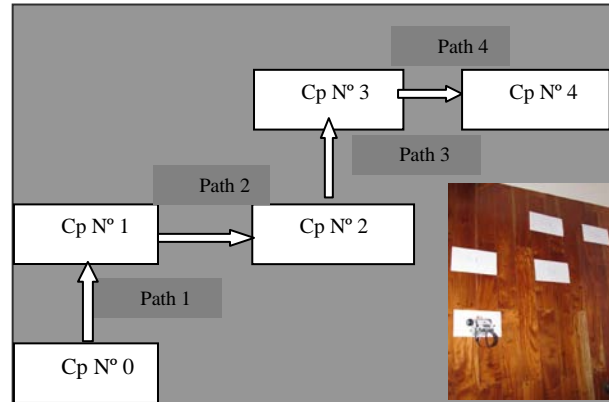 Path 4
Cp Nº 3
Cp Nº 4
Path 3
Path 2
Cp Nº 1
Cp Nº 2
Path 1
Cp Nº 0